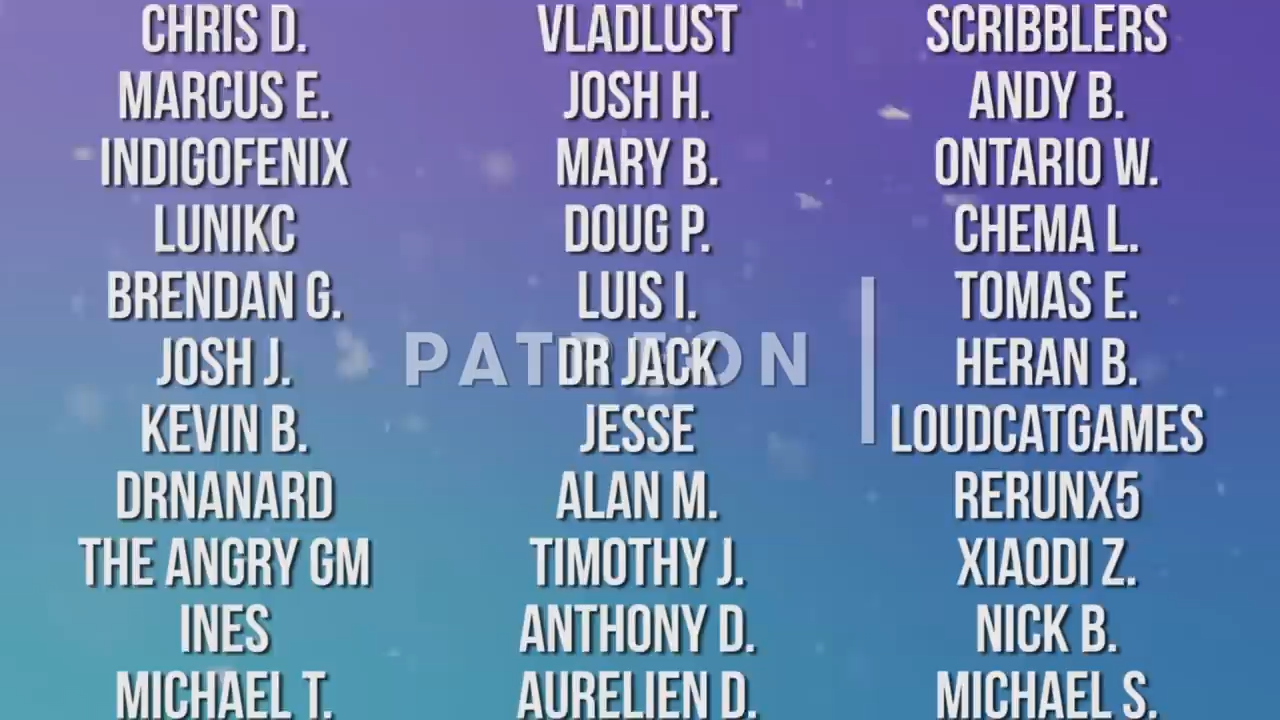 CHRIS D. VLADLUST SCRIBBLERS
MARCUS E. JOSH H. ANDY B.
INDIGOFENIX MARY B. ONTARIO W.
LUNIKC DOUG P. CHEMA L.
BRENDAN G. LUIS I. TOMAS E.
PATREON
JOSH J. DR JACK HERAN B.
KEVIN B. JESSE LOUDCATGAMES
DRNANARD ALAN M. RERUNX5
THE ANGRY GM TIMOTHY J. XIAODI Z.
INES ANTHONY D. NICK B.
MICHAEL T. AURELIEN D. MICHAEL S.